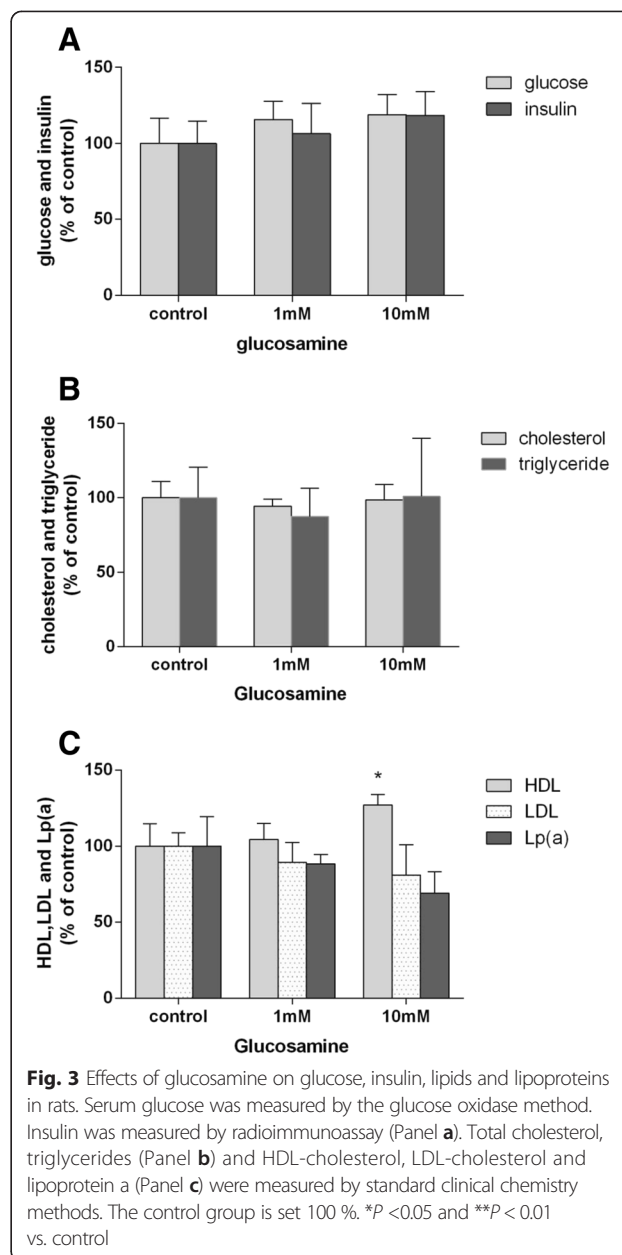 A
150
100
50
0
glucose and insulin
(% of control)
glucose
insulin
control 1mM 10mM
glucosamine
B
150
100
50
0
cholesterol and triglyceride
(% of control)
cholesterol
triglyceride
control 1mM 10mM
Glucosamine
C
150
100
50
0
HDL,LDL and Lp(a)
(% of control)
*
HDL
LDL
Lp(a)
control 1mM 10mM
Glucosamine
Fig. 3 Effects of glucosamine on glucose, insulin, lipids and lipoproteins
in rats. Serum glucose was measured by the glucose oxidase method.
Insulin was measured by radioimmunoassay (Panel a). Total cholesterol,
triglycerides (Panel b) and HDL-cholesterol, LDL-cholesterol and
lipoprotein a (Panel c) were measured by standard clinical chemistry
methods. The control group is set 100 %. *P <0.05 and **P < 0.01
vs. control